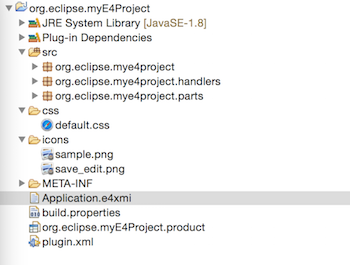 org.eclipse.myE4Project
JRE System Library [JavaSE-1.8]
Plug-in Dependencies
src
org.eclipse.mye4project
org.eclipse.mye4project.handlers
org.eclipse.mye4project.parts
css
default.css
icons
sample.png
save_edit.png
META-INF
Application.e4xmi
build.properties
org.eclipse.myE4Project.product
plugin.xml